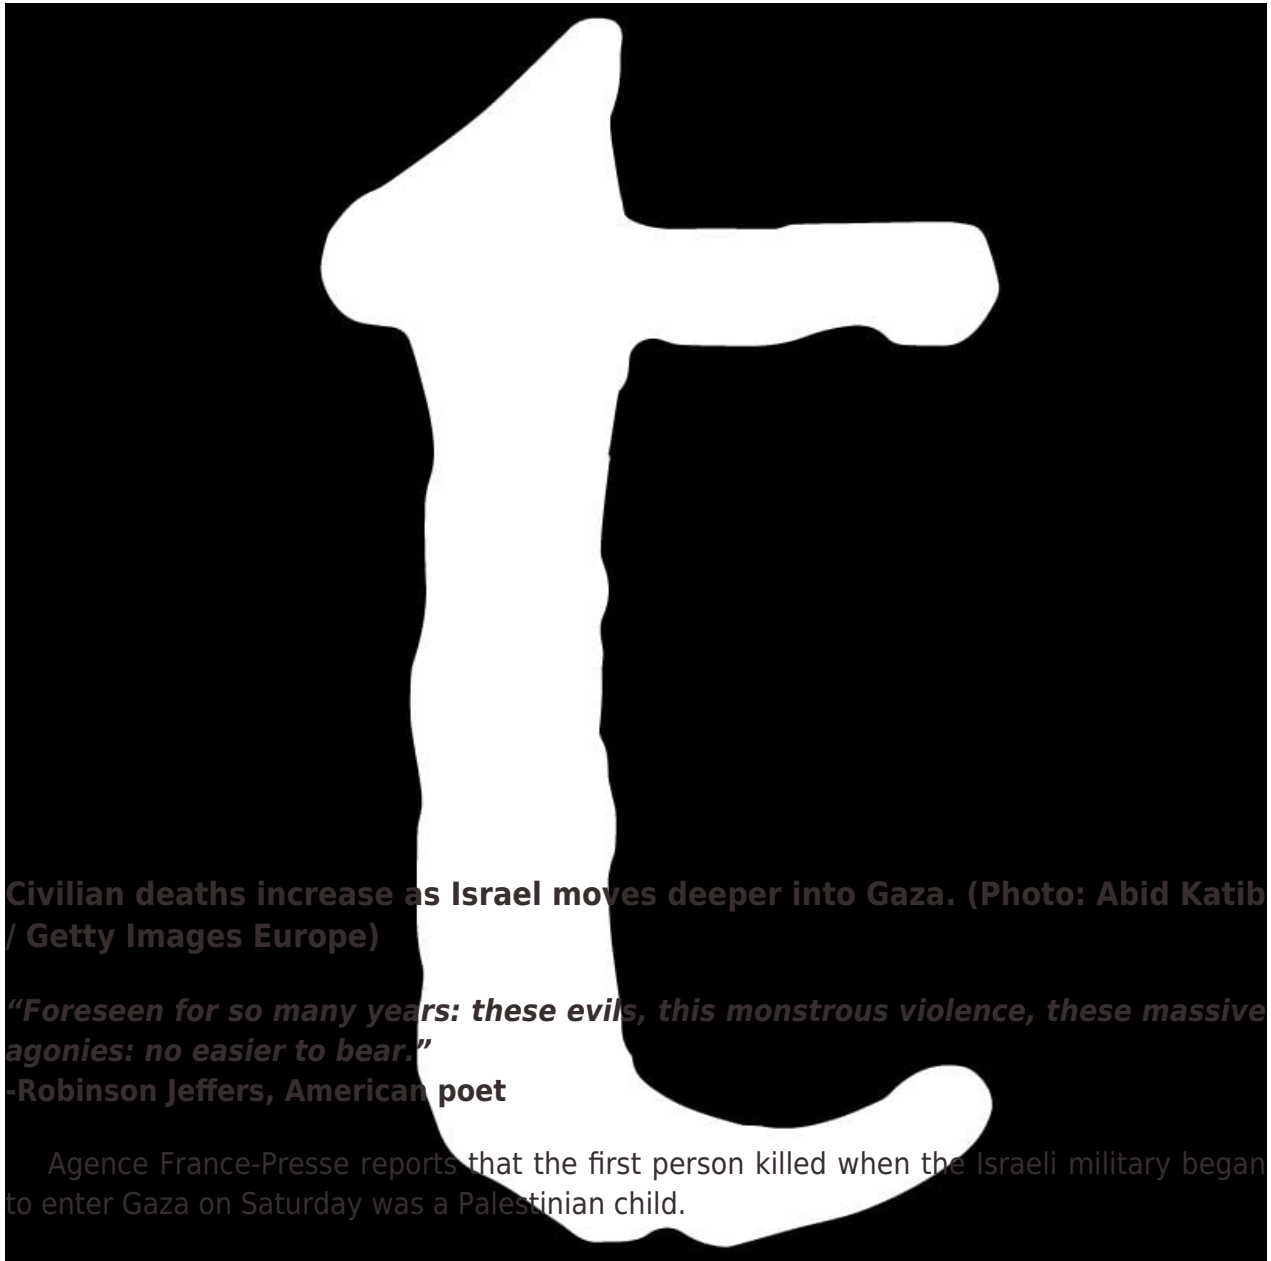 t
Civilian deaths increase as Israel moves deeper into Gaza. (Photo: Abid Katib
/ Getty Images Europe)
“Foreseen for so many years: these evils, this monstrous violence, these massive
agonies: no easier to bear.”
-Robinson Jeffers, American poet
Agence France-Presse reports that the first person killed when the Israeli military began
to enter Gaza on Saturday was a Palestinian child.